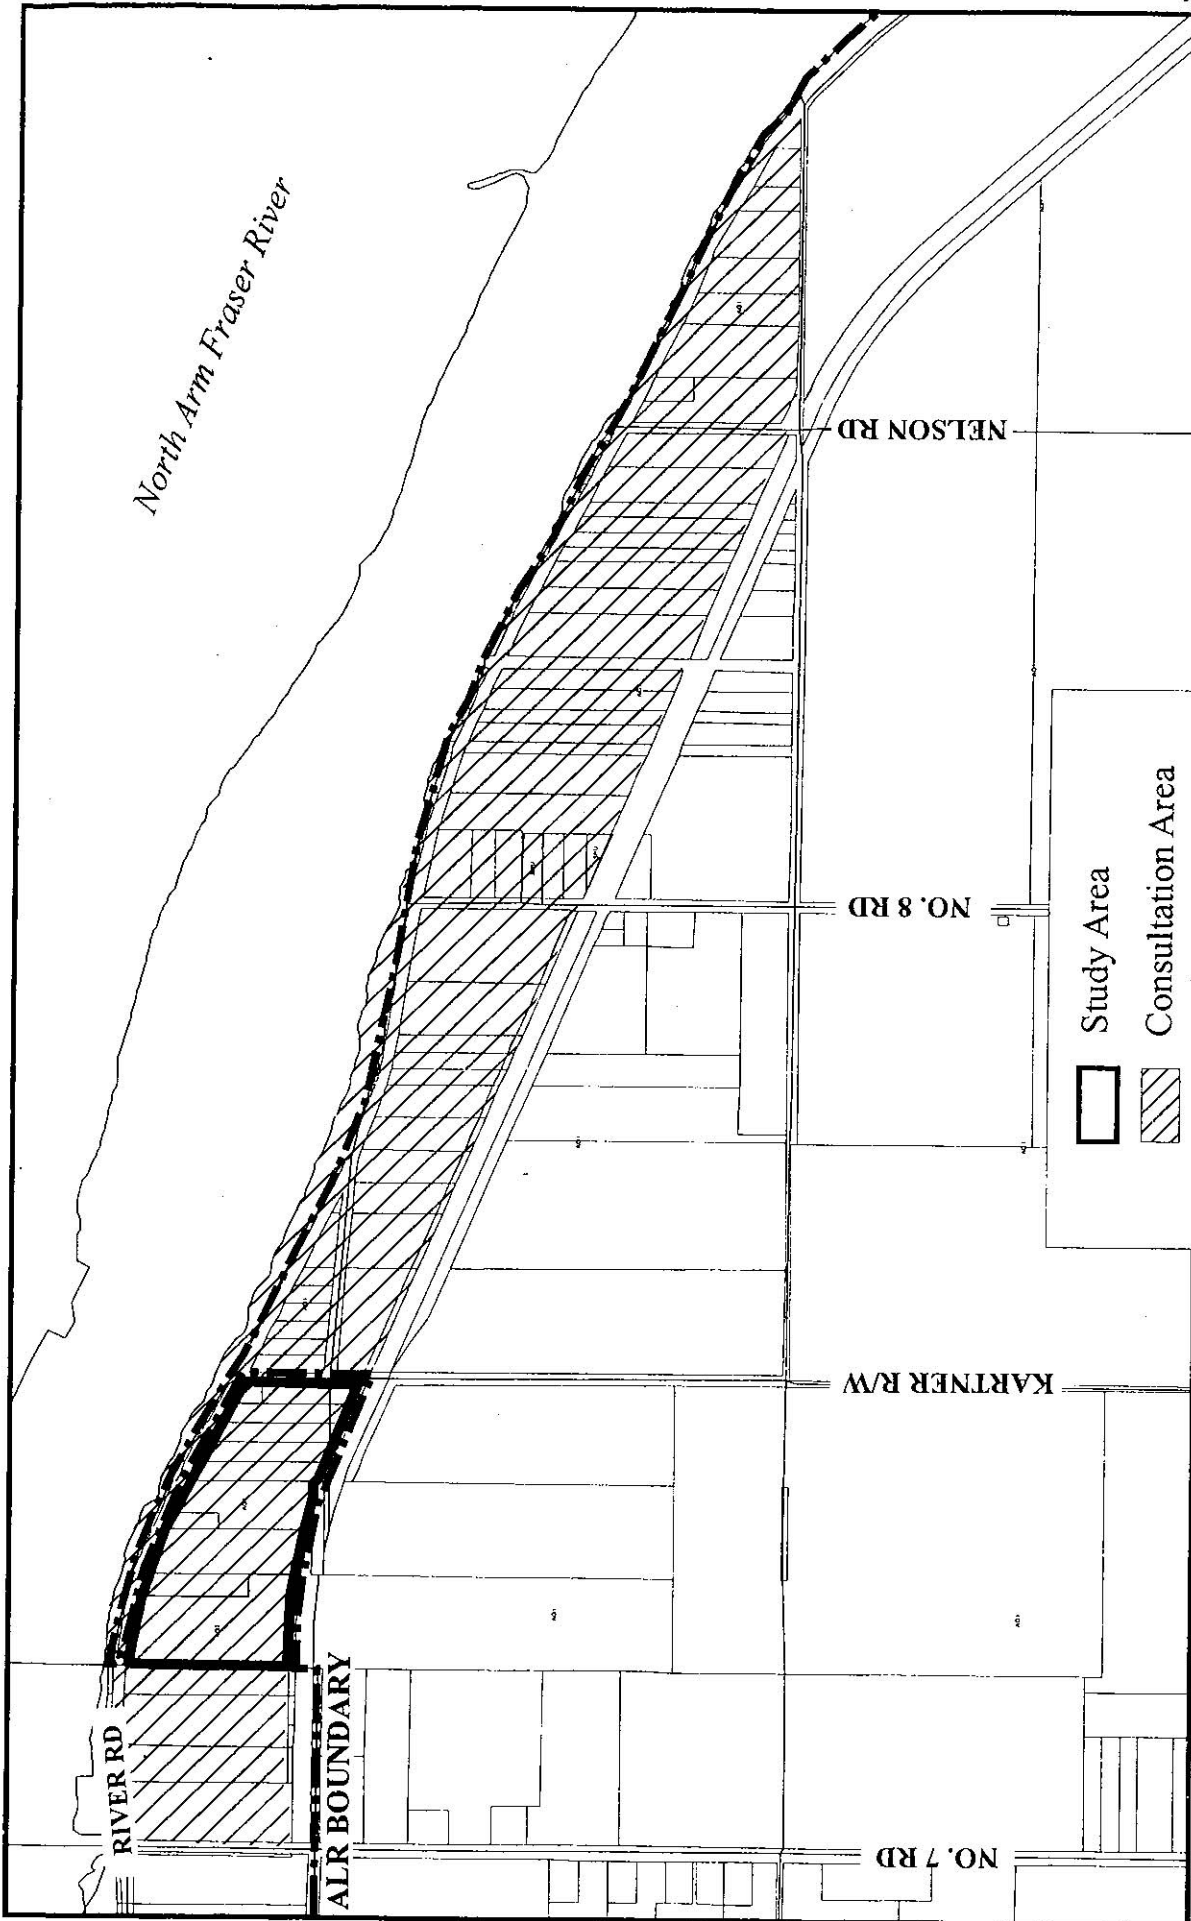 North Arm Fraser River
RIVER RD
ALR BOUNDARY
NO. 7 RD
KARTNER R/W
NO. 8 RD
NELSON RD
Study Area
Consultation Area